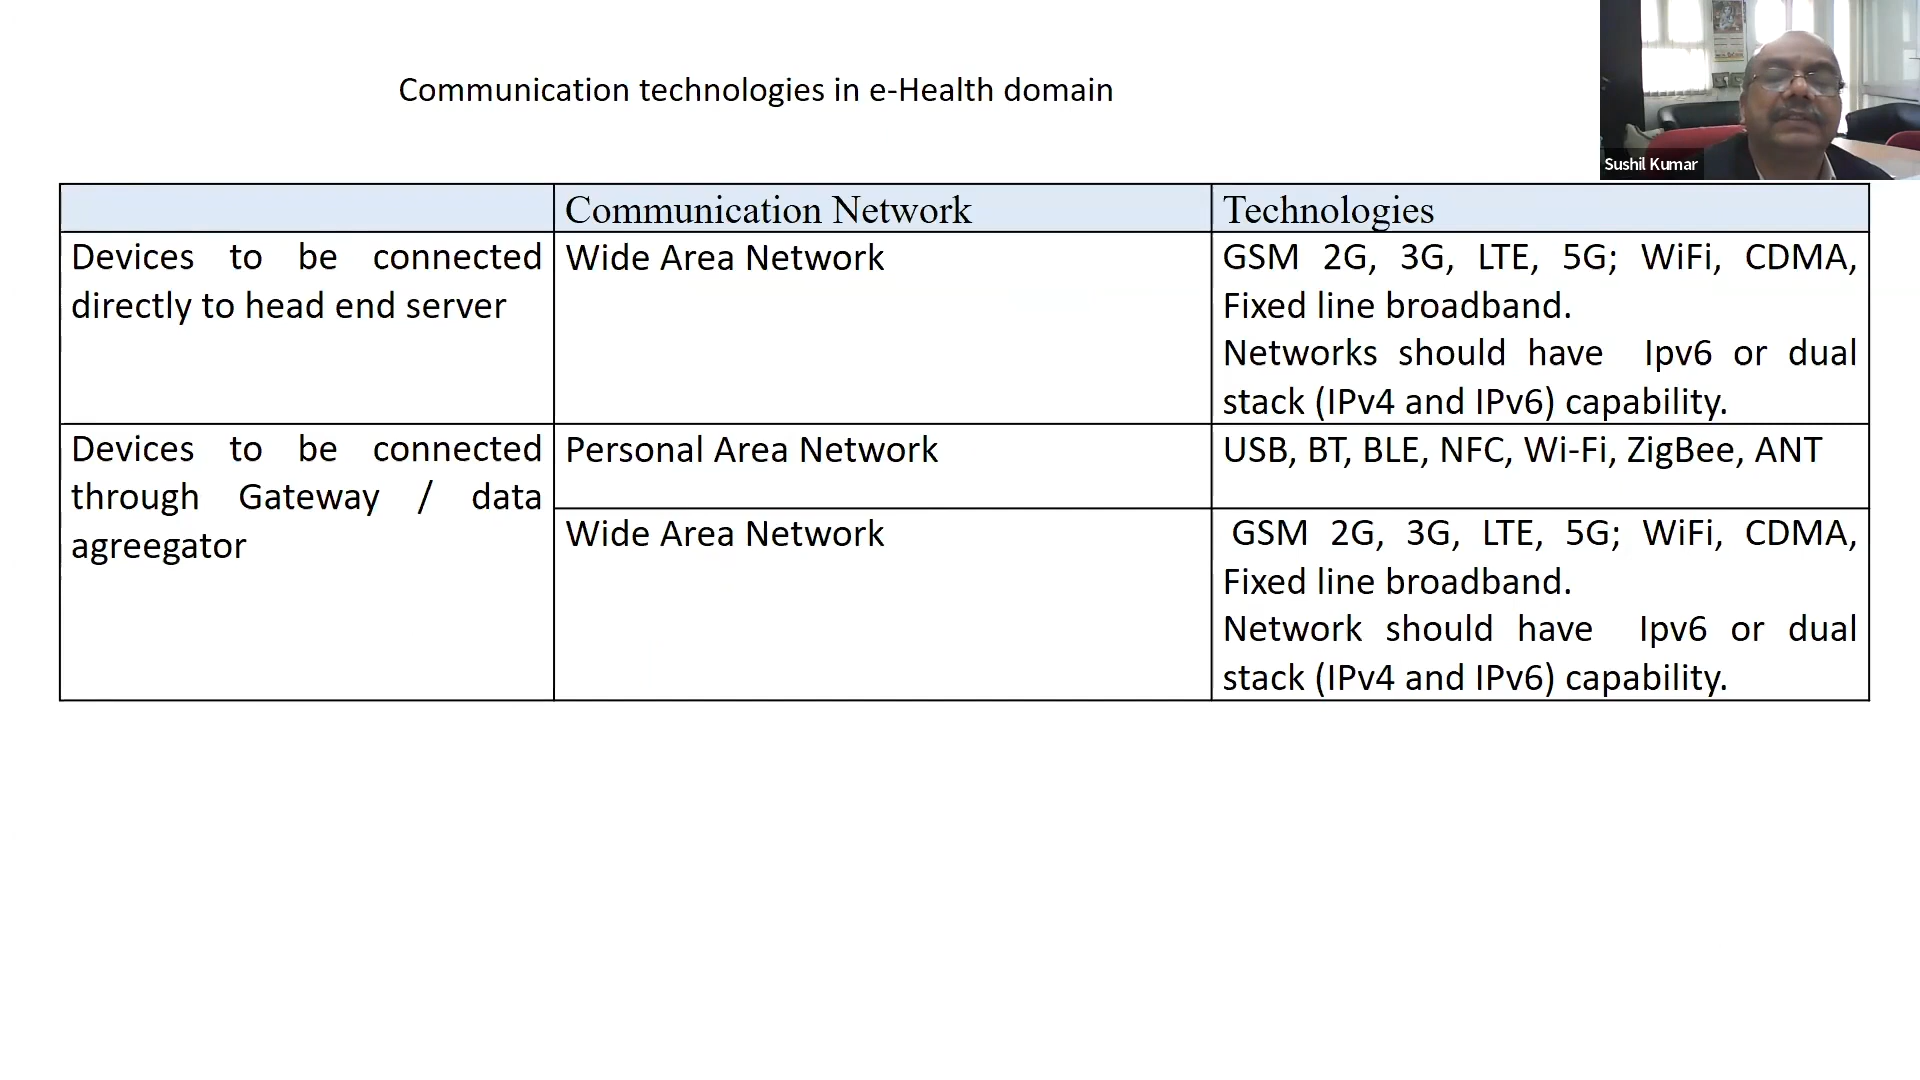 Communication technologies in e-Health domain
Sushil Kumar
Communication Network
Technologies
Devices to be connected
directly to head end server
Wide Area Network
GSM 2G, 3G, LTE, 5G; WiFi, CDMA,
Fixed line broadband.
Networks should have Ipv6 or dual
stack (IPv4 and IPv6) capability.
Devices to be connected
through Gateway / data
agreegator
Personal Area Network
USB, BT, BLE, NFC, Wi-Fi, ZigBee, ANT
Wide Area Network
GSM 2G, 3G, LTE, 5G; WiFi, CDMA,
Fixed line broadband.
Network should have Ipv6 or dual
stack (IPv4 and IPv6) capability.